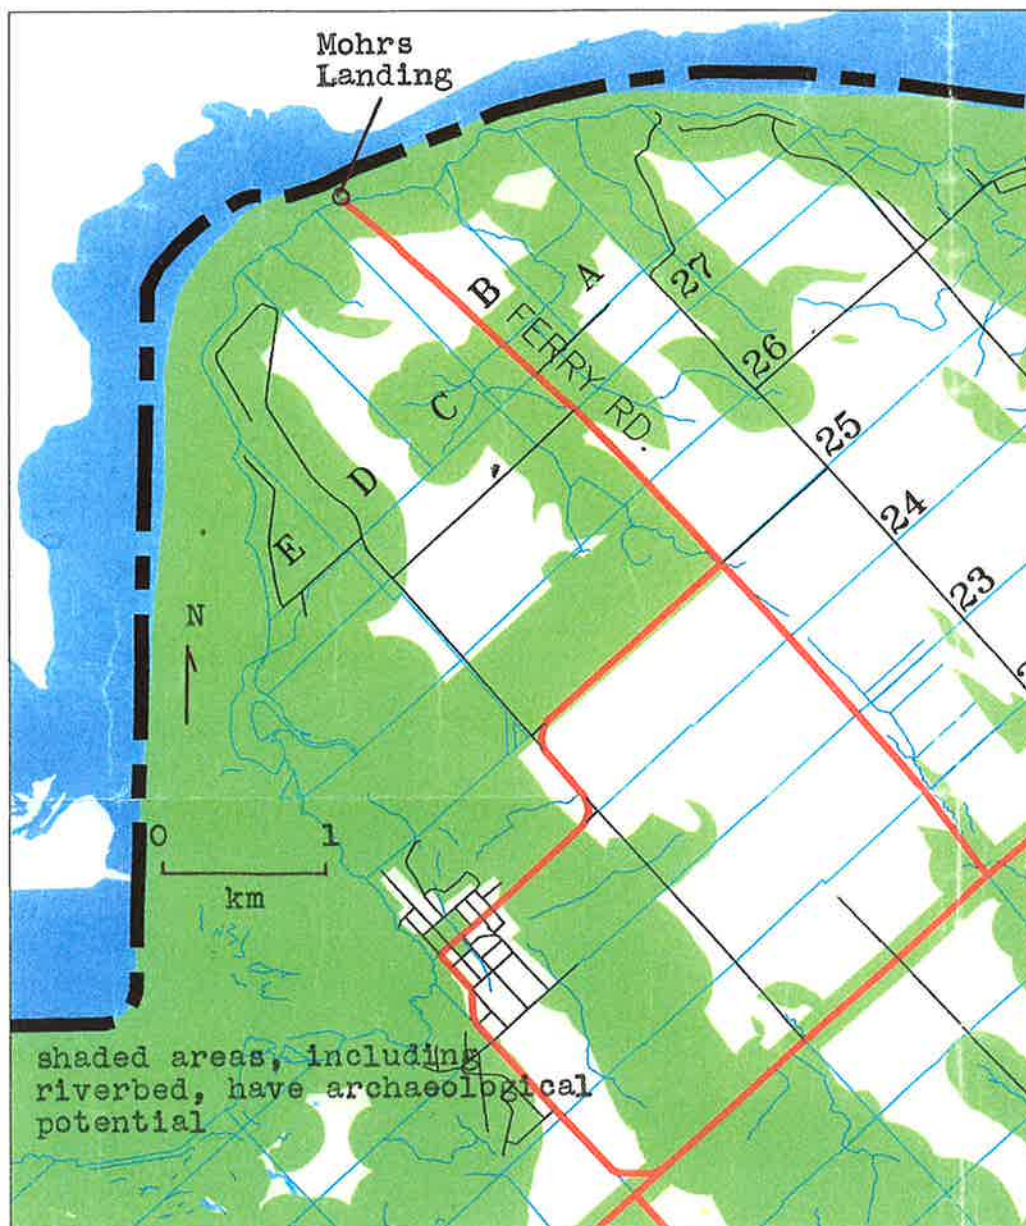 Mohrs
Landing
A
B
FERRY RD.
C
D
E
27
26
25
24
23
N
0 1
km
shaded areas, including
riverbed, have archaeological
potential